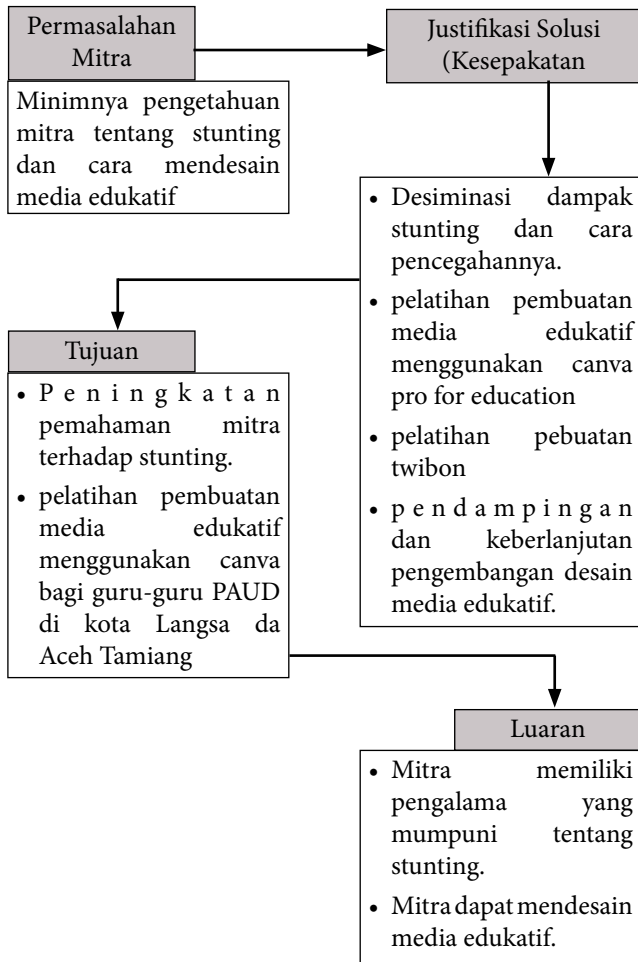 Permasalahan
Mitra
Minimnya pengetahuan
mitra tentang stunting
dan cara mendesain
media edukatif
Justifikasi Solusi
(Kesepakatan
• Desiminasi dampak
stunting dan cara
pencegahannya.
• pelatihan pembuatan
media edukatif
menggunakan canva
pro for education
• pelatihan pebuatan
twibon
• pendampingan
dan keberlanjutan
pengembangan desain
media edukatif.
Tujuan
• Peningkatan
pemahaman mitra
terhadap stunting.
• pelatihan pembuatan
media edukatif
menggunakan canva
bagi guru-guru PAUD
di kota Langsa da
Aceh Tamiang
Luaran
• Mitra memiliki
pengalama yang
mumpuni tentang
stunting.
• Mitra dapat mendesain
media edukatif.